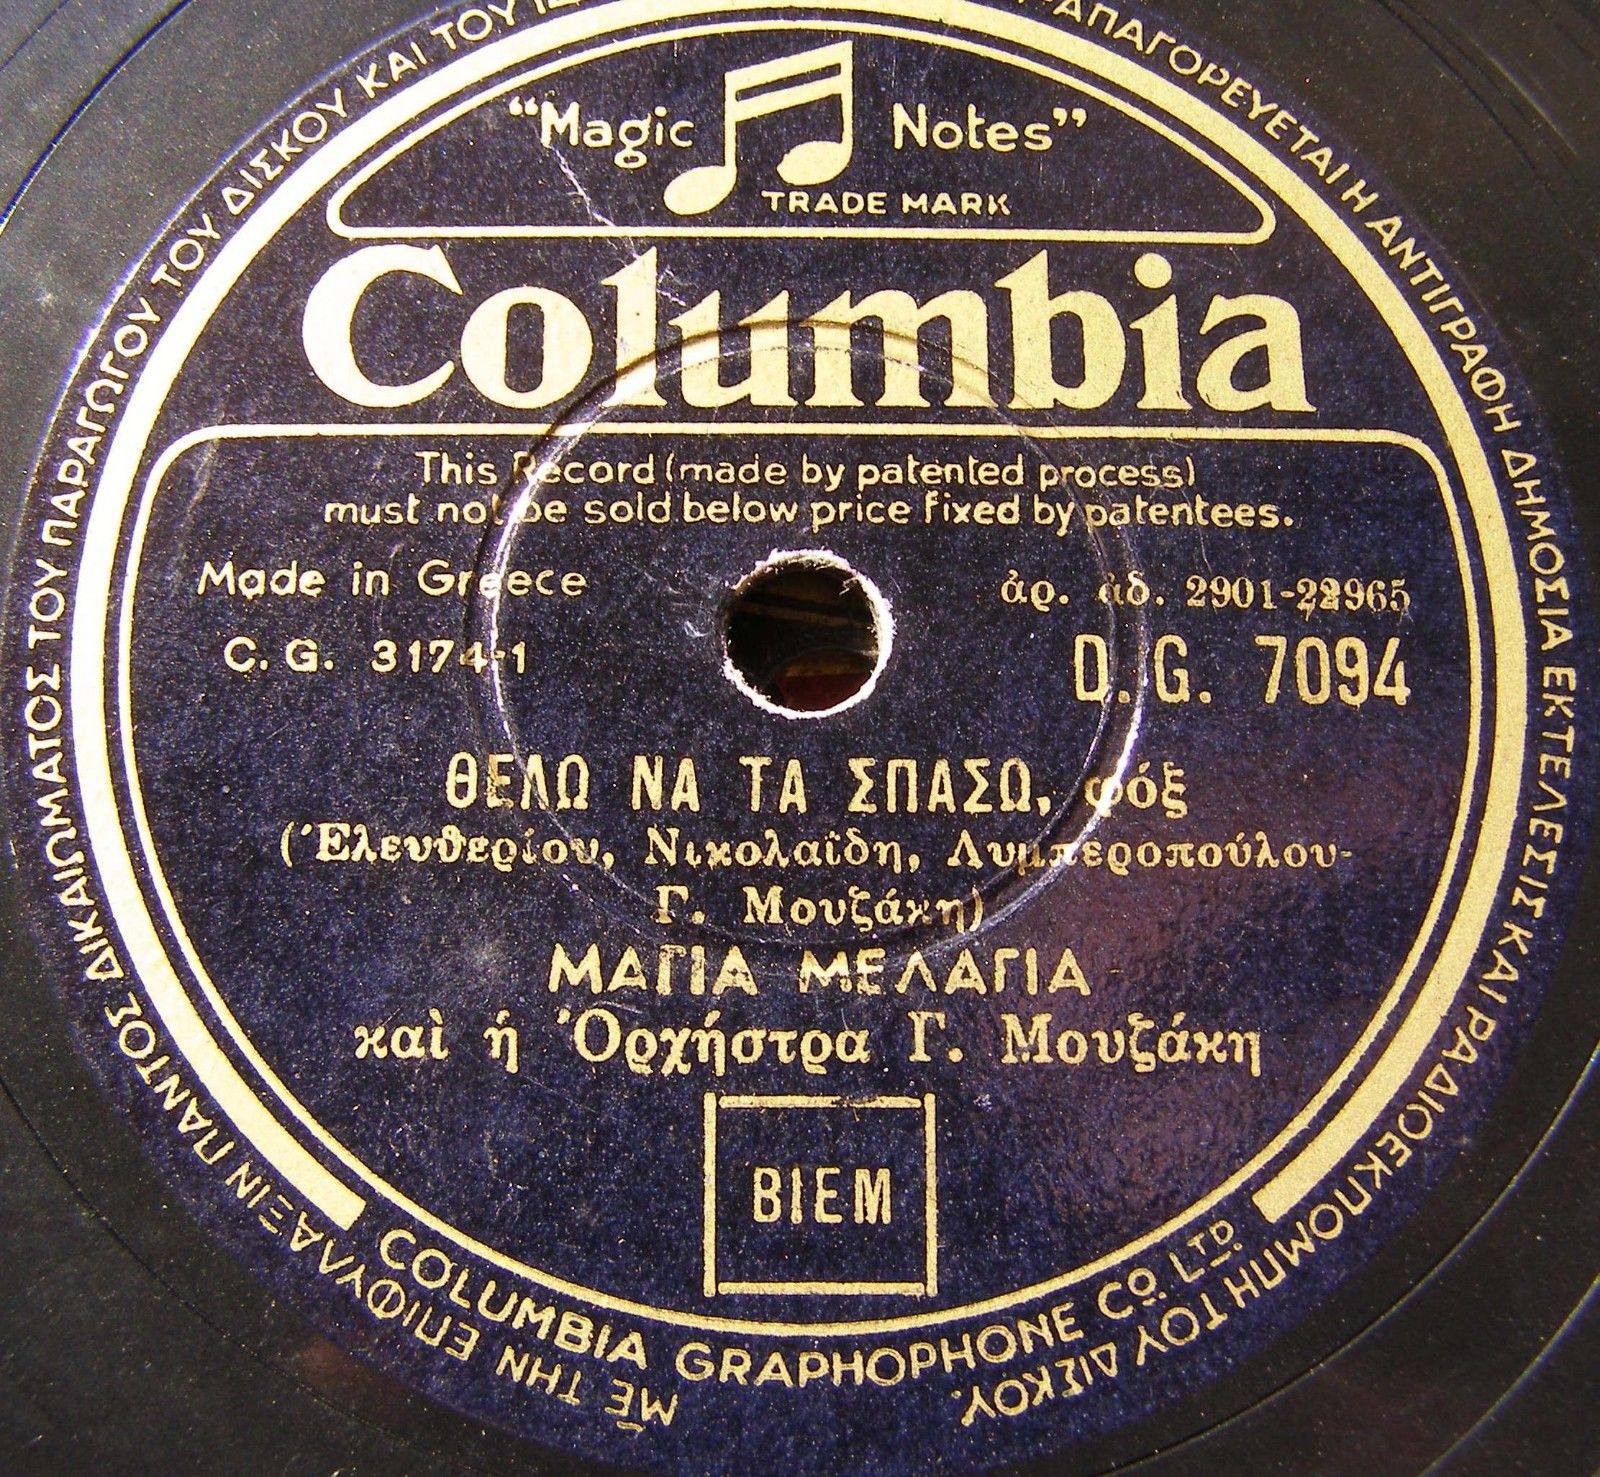 "Magic Notes"
TRADE MARK
Columbia
This Record (made by patented process)
must not be sold below price fixed by patentees.
Made in Greece
ἀρ. ἀδ. 2901-22965
C. G. 3174-1
D. G. 7094
ΘΕΛΩ ΝΑ ΤΑ ΣΠΑΣΩ, φόξ
(Ἐλευθερίου, Νικολαΐδη, Λυμπεροπούλου-
Γ. Μουζάκη)
ΜΑΓΙΑ ΜΕΛΑΓΙΑ
καὶ ἡ Ὀρχήστρα Γ. Μουζάκη
BIEM
COLUMBIA GRAPHOPHONE CO. LTD.
ΜΕ ΤΗΝ ΕΠΙΦΥΛΑΞΙΝ ΠΑΝΤΟΣ ΔΙΚΑΙΩΜΑΤΟΣ ΤΟΥ ΠΑΡΑΓΩΓΟΥ ΤΟΥ ΔΙΣΚΟΥ ΚΑΙ ΤΟΥ
Η ΑΝΤΙΓΡΑΦΗ ΔΗΜΟΣΙΑ ΕΚΤΕΛΕΣΙΣ ΚΑΙ ΡΑΔΙΟΕΚΠΟΜΠΗ ΤΟΥ ΔΙΣΚΟΥ.